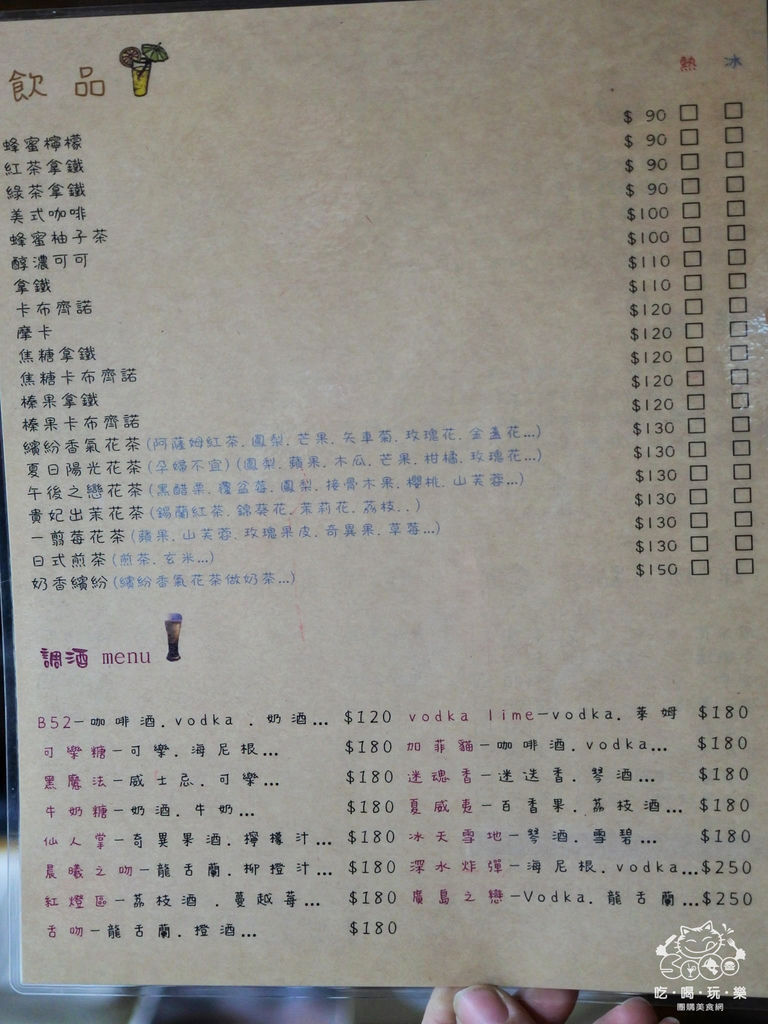 飲品 熱 冰
蜂蜜檸檬 $ 90 □ □
紅茶拿鐵 $ 90 □ □
綠茶拿鐵 $ 90 □ □
美式咖啡 $ 90 □ □
蜂蜜柚子茶 $100 □ □
醇濃可可 $100 □ □
拿鐵 $110 □ □
卡布齊諾 $110 □ □
摩卡 $120 □ □
焦糖拿鐵 $120 □ □
焦糖卡布齊諾 $120 □ □
榛果拿鐵 $120 □ □
榛果卡布齊諾 $120 □ □
繽紛香氣花茶(阿薩姆紅茶.鳳梨.芒果.矢車菊.玫瑰花.金盞花...) $130 □ □
夏日陽光花茶(孕婦不宜)(鳳梨.蘋果.木瓜.芒果.柑橘.玫瑰花...) $130 □ □
午後之戀花茶(黑醋栗.覆盆莓.鳳梨.接骨木果.櫻桃.山芙蓉...) $130 □ □
貴妃出茉花茶(錫蘭紅茶.錦葵花.茉莉花.荔枝..) $130 □ □
一剪莓花茶(蘋果.山芙蓉.玫瑰果皮.奇異果.草莓...) $130 □ □
日式煎茶(煎茶.玄米...) $130 □ □
奶香繽紛(繽紛香氣花茶做奶茶...) $150 □ □
調酒 menu
B52-咖啡酒.vodka.奶酒... $120 vodka lime-vodka.萊姆 $180
可樂糖-可樂.海尼根... $180 加菲貓-咖啡酒.vodka... $180
黑魔法-威士忌.可樂... $180 迷魂香-迷迭香.琴酒... $180
牛奶糖-奶酒.牛奶... $180 夏威夷-百香果.荔枝酒... $180
仙人掌-奇異果酒.檸檬汁... $180 冰天雪地-琴酒.雪碧... $180
晨曦之吻-龍舌蘭.柳橙汁... $180 深水炸彈-海尼根.vodka...$250
紅燈區-荔枝酒.蔓越莓... $180 廣島之戀-Vodka.龍舌蘭...$250
舌吻-龍舌蘭.橙酒... $180
吃·喝·玩·樂
團購美食網